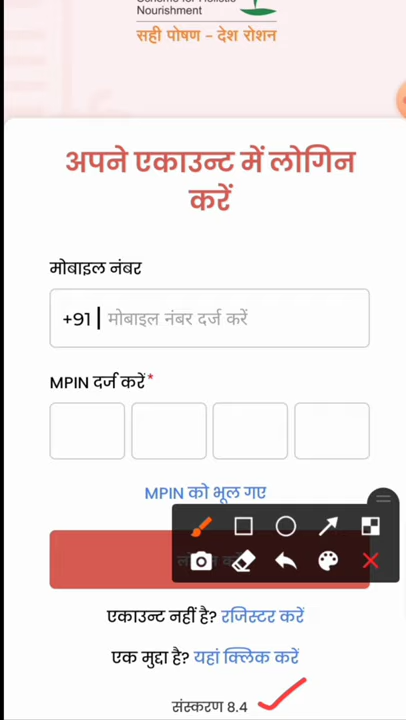 Nourishment
सही पोषण – देश रोशन
अपने एकाउन्ट में लोगिन
करें
मोबाइल नंबर
+91 मोबाइल नंबर दर्ज करें
MPIN दर्ज करें*
MPIN को भूल गए
एकाउन्ट नहीं है? रजिस्टर करें
एक मुद्दा है? यहां क्लिक करें
संस्करण 8.4